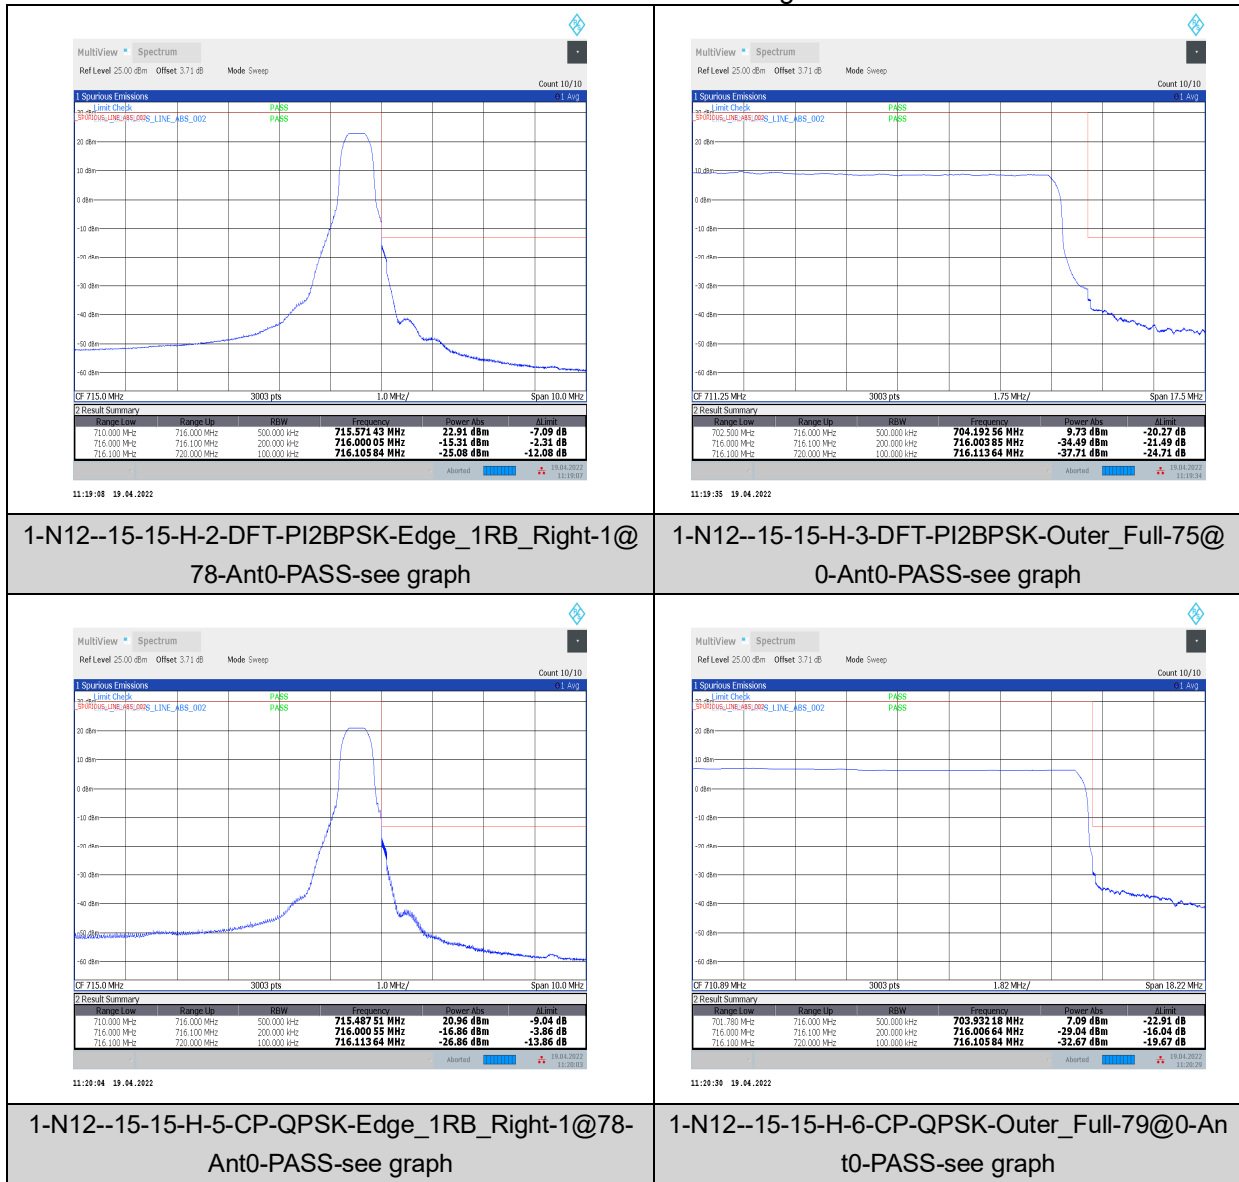 MultiView Spectrum
Ref Level 25.00 dBm Offset 3.71 dB Mode Sweep
Count 10/10
1 Spurious Emissions 1 Avg
Limit Check PASS
_SPURIOUS_LINE_ABS_002 S_LINE_ABS_002 PASS
20 dBm
10 dBm
0 dBm
-10 dBm
-20 dBm
-30 dBm
-40 dBm
-50 dBm
-60 dBm
CF 715.0 MHz 3003 pts 1.0 MHz/ Span 10.0 MHz
2 Result Summary
Range Low Range Up RBW Frequency Power Abs ΔLimit
710.000 MHz 716.000 MHz 500.000 kHz 715.571 43 MHz 22.91 dBm -7.09 dB
716.000 MHz 716.100 MHz 200.000 kHz 716.000 05 MHz -15.31 dBm -2.31 dB
716.100 MHz 720.000 MHz 100.000 kHz 716.105 84 MHz -25.08 dBm -12.08 dB
Aborted 19.04.2022
11:19:07
11:19:08 19.04.2022
1-N12--15-15-H-2-DFT-PI2BPSK-Edge_1RB_Right-1@
78-Ant0-PASS-see graph
MultiView Spectrum
Ref Level 25.00 dBm Offset 3.71 dB Mode Sweep
Count 10/10
1 Spurious Emissions 1 Avg
Limit Check PASS
_SPURIOUS_LINE_ABS_002 S_LINE_ABS_002 PASS
20 dBm
10 dBm
0 dBm
-10 dBm
-20 dBm
-30 dBm
-40 dBm
-50 dBm
-60 dBm
CF 711.25 MHz 3003 pts 1.75 MHz/ Span 17.5 MHz
2 Result Summary
Range Low Range Up RBW Frequency Power Abs ΔLimit
702.500 MHz 716.000 MHz 500.000 kHz 704.192 56 MHz 9.73 dBm -20.27 dB
716.000 MHz 716.100 MHz 200.000 kHz 716.003 85 MHz -34.49 dBm -21.49 dB
716.100 MHz 720.000 MHz 100.000 kHz 716.113 64 MHz -37.71 dBm -24.71 dB
Aborted 19.04.2022
11:19:34
11:19:35 19.04.2022
1-N12--15-15-H-3-DFT-PI2BPSK-Outer_Full-75@
0-Ant0-PASS-see graph
MultiView Spectrum
Ref Level 25.00 dBm Offset 3.71 dB Mode Sweep
Count 10/10
1 Spurious Emissions 1 Avg
Limit Check PASS
_SPURIOUS_LINE_ABS_002 S_LINE_ABS_002 PASS
20 dBm
10 dBm
0 dBm
-10 dBm
-20 dBm
-30 dBm
-40 dBm
-50 dBm
-60 dBm
CF 715.0 MHz 3003 pts 1.0 MHz/ Span 10.0 MHz
2 Result Summary
Range Low Range Up RBW Frequency Power Abs ΔLimit
710.000 MHz 716.000 MHz 500.000 kHz 715.487 51 MHz 20.96 dBm -9.04 dB
716.000 MHz 716.100 MHz 200.000 kHz 716.000 55 MHz -16.86 dBm -3.86 dB
716.100 MHz 720.000 MHz 100.000 kHz 716.113 64 MHz -26.86 dBm -13.86 dB
Aborted 19.04.2022
11:20:03
11:20:04 19.04.2022
1-N12--15-15-H-5-CP-QPSK-Edge_1RB_Right-1@78-
Ant0-PASS-see graph
MultiView Spectrum
Ref Level 25.00 dBm Offset 3.71 dB Mode Sweep
Count 10/10
1 Spurious Emissions 1 Avg
Limit Check PASS
_SPURIOUS_LINE_ABS_002 S_LINE_ABS_002 PASS
20 dBm
10 dBm
0 dBm
-10 dBm
-20 dBm
-30 dBm
-40 dBm
-50 dBm
-60 dBm
CF 710.89 MHz 3003 pts 1.82 MHz/ Span 18.22 MHz
2 Result Summary
Range Low Range Up RBW Frequency Power Abs ΔLimit
701.780 MHz 716.000 MHz 500.000 kHz 703.932 18 MHz 7.09 dBm -22.91 dB
716.000 MHz 716.100 MHz 200.000 kHz 716.006 64 MHz -29.04 dBm -16.04 dB
716.100 MHz 720.000 MHz 100.000 kHz 716.105 84 MHz -32.67 dBm -19.67 dB
Aborted 19.04.2022
11:20:29
11:20:30 19.04.2022
1-N12--15-15-H-6-CP-QPSK-Outer_Full-79@0-An
t0-PASS-see graph